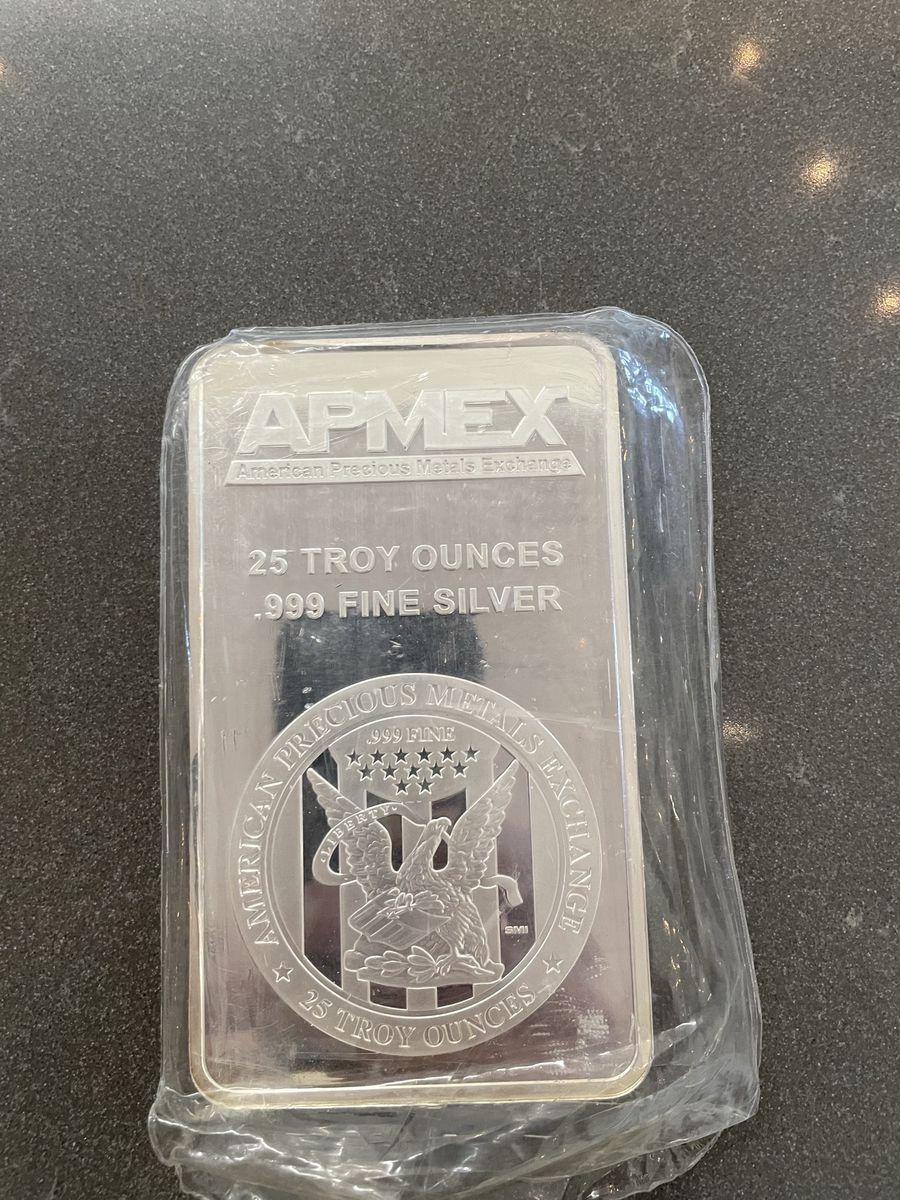 APMEX
American Precious Metals Exchange
25 TROY OUNCES
.999 FINE SILVER
AMERICAN PRECIOUS METALS EXCHANGE
.999 FINE
LIBERTY
SMI
25 TROY OUNCES